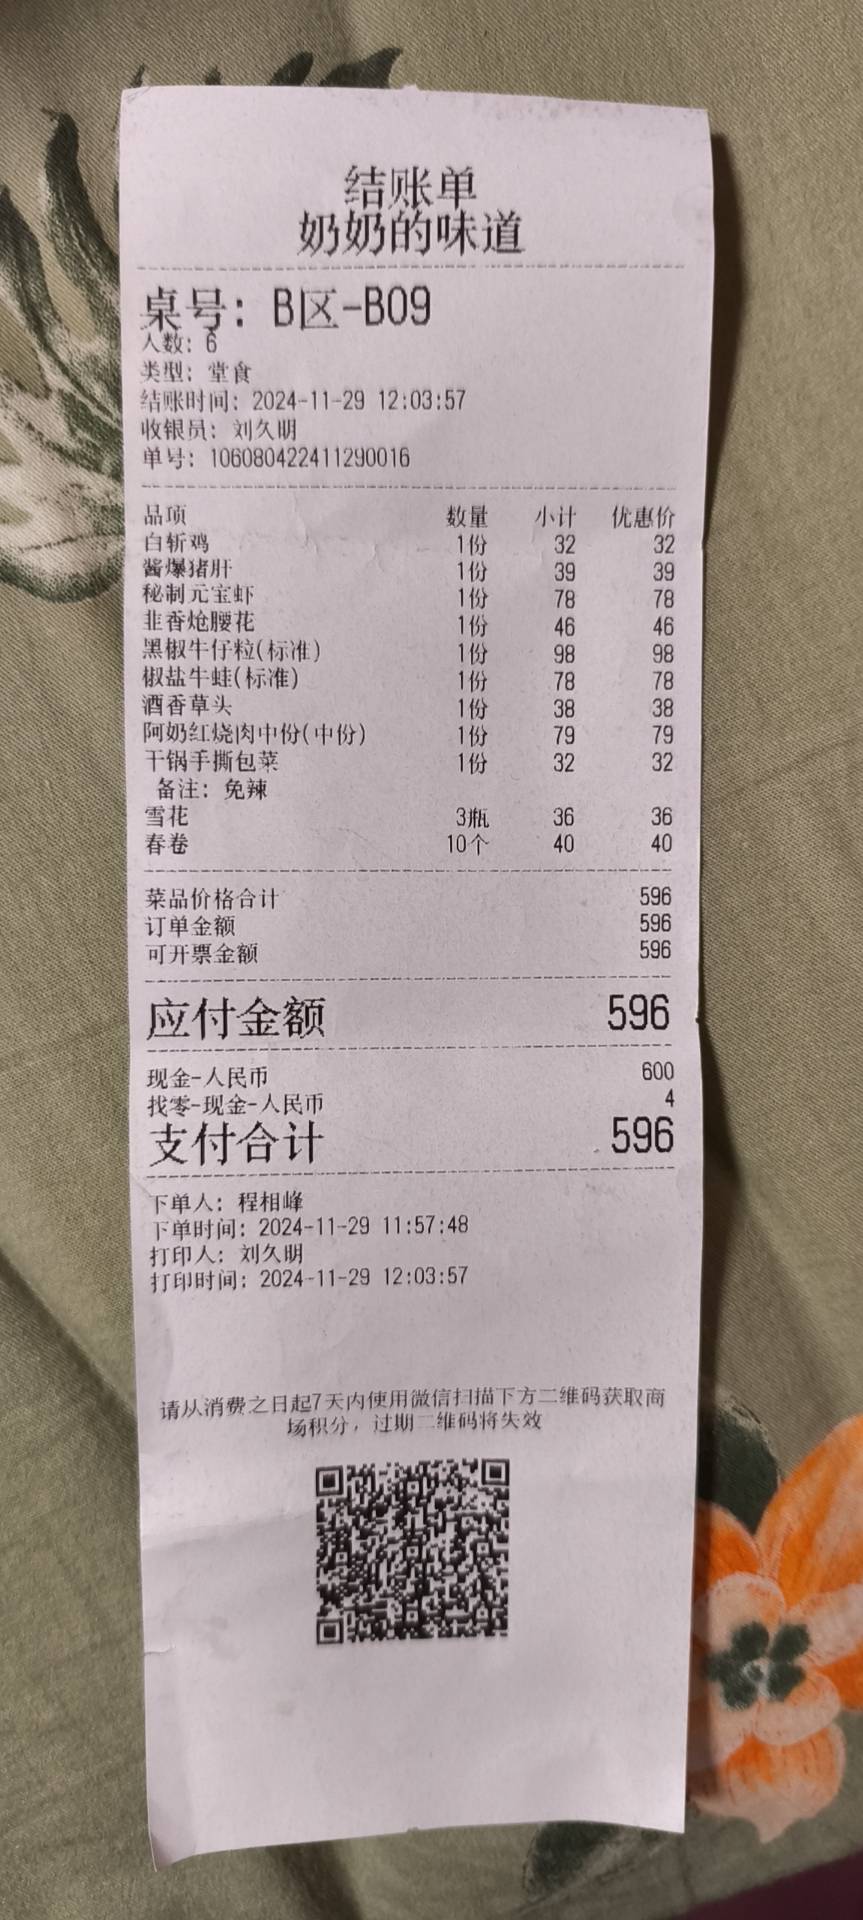 结账单
奶奶的味道
桌号: B区-B09
人数: 6
类型: 堂食
结账时间: 2024-11-29 12:03:57
收银员: 刘久明
单号: 106080422411290016
品项 数量 小计 优惠价
白斩鸡 1份 32 32
酱爆猪肝 1份 39 39
秘制元宝虾 1份 78 78
韭香炝腰花 1份 46 46
黑椒牛仔粒(标准) 1份 98 98
椒盐牛蛙(标准) 1份 78 78
酒香草头 1份 38 38
阿奶红烧肉中份(中份) 1份 79 79
干锅手撕包菜 1份 32 32
备注: 免辣
雪花 3瓶 36 36
春卷 10个 40 40
菜品价格合计 596
订单金额 596
可开票金额 596
应付金额 596
现金-人民币 600
找零-现金-人民币 4
支付合计 596
下单人: 程相峰
下单时间: 2024-11-29 11:57:48
打印人: 刘久明
打印时间: 2024-11-29 12:03:57
请从消费之日起7天内使用微信扫描下方二维码获取商
场积分，过期二维码将失效